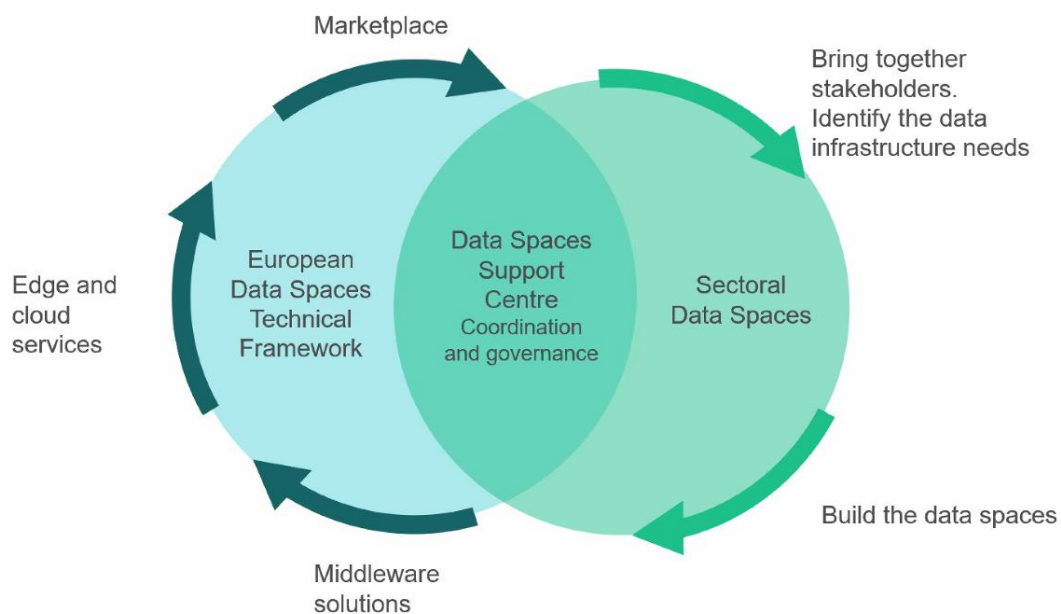 Marketplace
Bring together
stakeholders.
Identify the data
infrastructure needs
Edge and
cloud
services
European
Data Spaces
Technical
Framework
Data Spaces
Support
Centre
Coordination
and governance
Sectoral
Data Spaces
Build the data spaces
Middleware
solutions